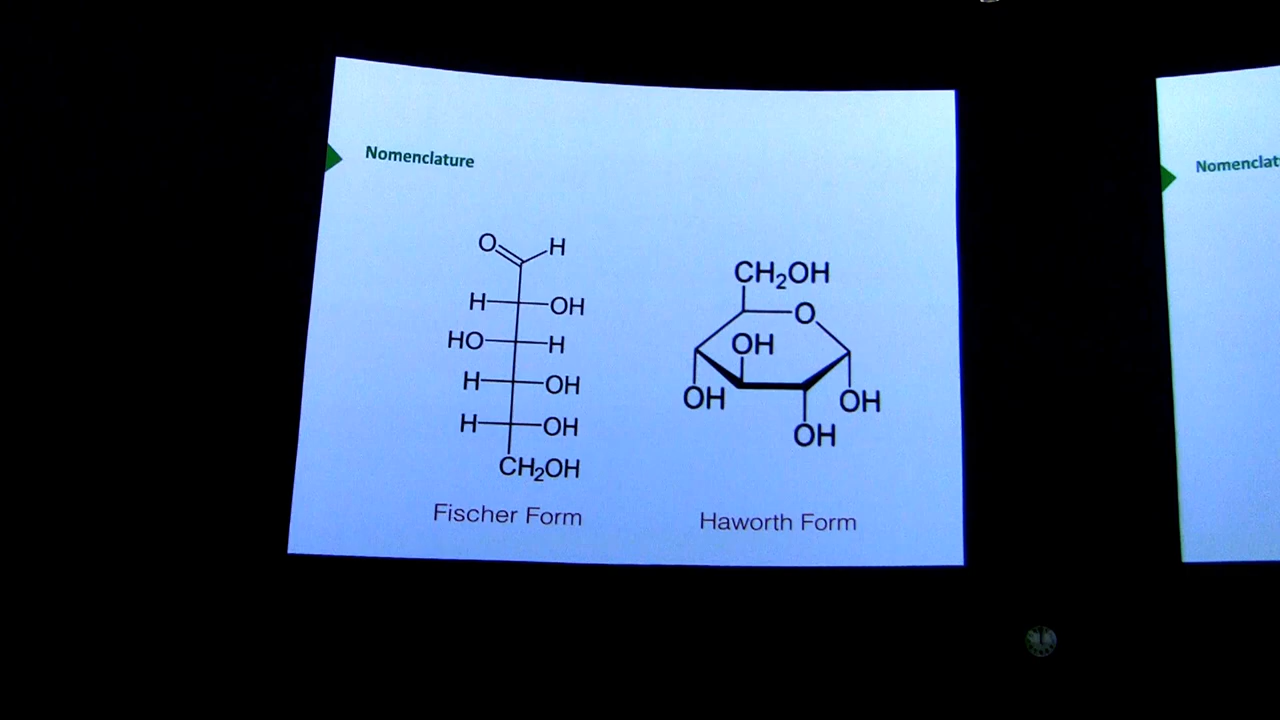 Nomenclature
O H
H OH
HO H
H OH
H OH
CH₂OH
Fischer Form
CH₂OH
O
OH
OH OH
OH
Haworth Form
Nomenclat